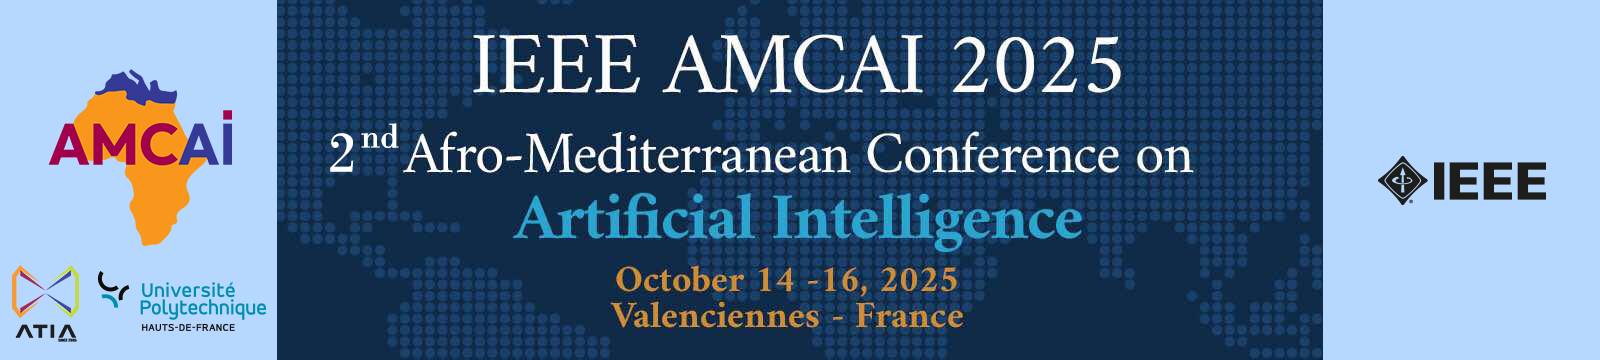 AMCAI
ATIA
Université
Polytechnique
HAUTS-DE-FRANCE
IEEE AMCAI 2025
2nd Afro-Mediterranean Conference on
Artificial Intelligence
October 14 -16, 2025
Valenciennes - France
IEEE